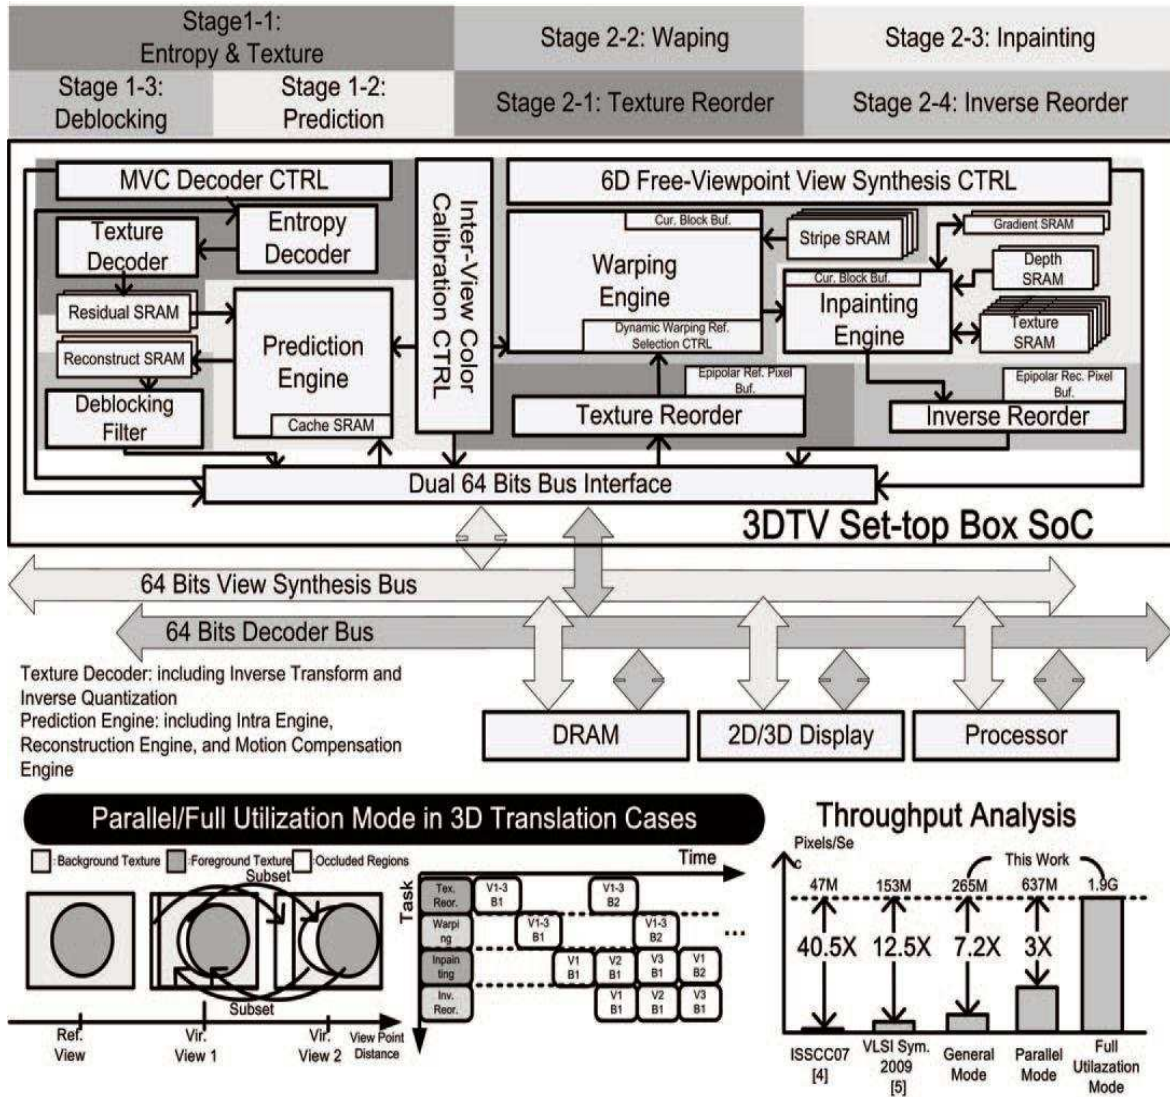 Stage1-1:
Entropy & Texture
Stage 2-2: Waping
Stage 2-3: Inpainting
Stage 1-3:
Deblocking
Stage 1-2:
Prediction
Stage 2-1: Texture Reorder
Stage 2-4: Inverse Reorder
MVC Decoder CTRL
Inter-View Color
Calibration CTRL
6D Free-Viewpoint View Synthesis CTRL
Texture
Decoder
Entropy
Decoder
Cur. Block Buf.
Warping
Engine
Dynamic Warping Ref.
Selection CTRL
Stripe SRAM
Gradient SRAM
Depth
SRAM
Cur. Block Buf.
Inpainting
Engine
Texture
SRAM
Residual SRAM
Reconstruct SRAM
Prediction
Engine
Cache SRAM
Deblocking
Filter
Epipolar Ref. Pixel
Buf.
Texture Reorder
Epipolar Rec. Pixel
Buf.
Inverse Reorder
Dual 64 Bits Bus Interface
3DTV Set-top Box SoC
64 Bits View Synthesis Bus
64 Bits Decoder Bus
Texture Decoder: including Inverse Transform and
Inverse Quantization
Prediction Engine: including Intra Engine,
Reconstruction Engine, and Motion Compensation
Engine
DRAM
2D/3D Display
Processor
Parallel/Full Utilization Mode in 3D Translation Cases
:Background Texture
:Foreground Texture
:Occluded Regions
Subset
Subset
Ref.
View
Vir.
View 1
Vir.
View 2
View Point
Distance
Time
Task
Tex.
Reor.
V1-3
B1
V1-3
B2
Warpi
ng
V1-3
B1
V1-3
B2
...
Inpain
ting
V1
B1
V2
B1
V3
B1
V1
B2
Inv.
Reor.
V1
B1
V2
B1
V3
B1
Throughput Analysis
Pixels/Se
c
This Work
47M
153M
265M
637M
1.9G
40.5X
12.5X
7.2X
3X
ISSCC07
[4]
VLSI Sym.
2009
[5]
General
Mode
Parallel
Mode
Full
Utilazation
Mode